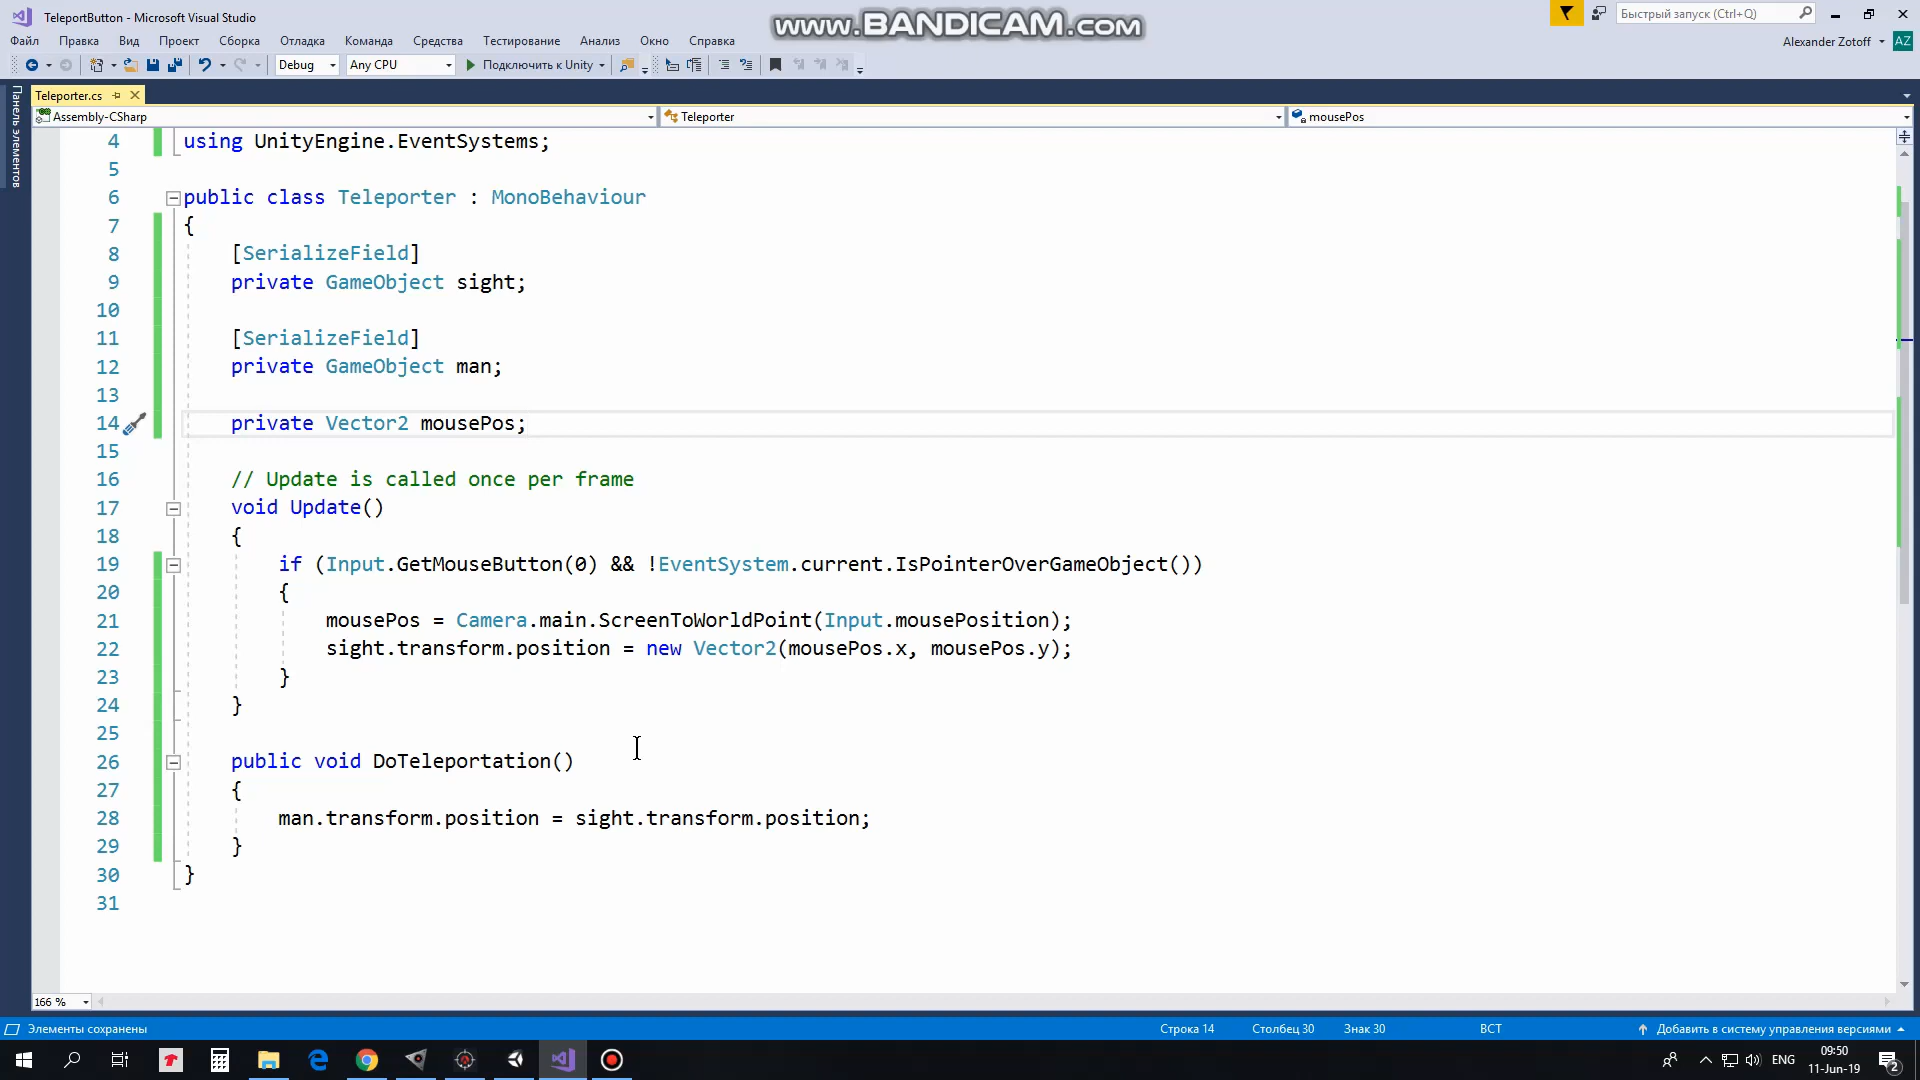 TeleportButton - Microsoft Visual Studio
www.BANDICAM.com
Быстрый запуск (Ctrl+Q)
Файл Правка Вид Проект Сборка Отладка Команда Средства Тестирование Анализ Окно Справка
Alexander Zotoff AZ
Debug Any CPU Подключить к Unity
Панель элементов
Teleporter.cs
Assembly-CSharp Teleporter mousePos
4 using UnityEngine.EventSystems;
5
6 public class Teleporter : MonoBehaviour
7 {
8 [SerializeField]
9 private GameObject sight;
10
11 [SerializeField]
12 private GameObject man;
13
14 private Vector2 mousePos;
15
16 // Update is called once per frame
17 void Update()
18 {
19 if (Input.GetMouseButton(0) && !EventSystem.current.IsPointerOverGameObject())
20 {
21 mousePos = Camera.main.ScreenToWorldPoint(Input.mousePosition);
22 sight.transform.position = new Vector2(mousePos.x, mousePos.y);
23 }
24 }
25
26 public void DoTeleportation()
27 {
28 man.transform.position = sight.transform.position;
29 }
30 }
31
166 %
Элементы сохранены Строка 14 Столбец 30 Знак 30 ВСТ Добавить в систему управления версиями
ENG 09:50
11-Jun-19
2